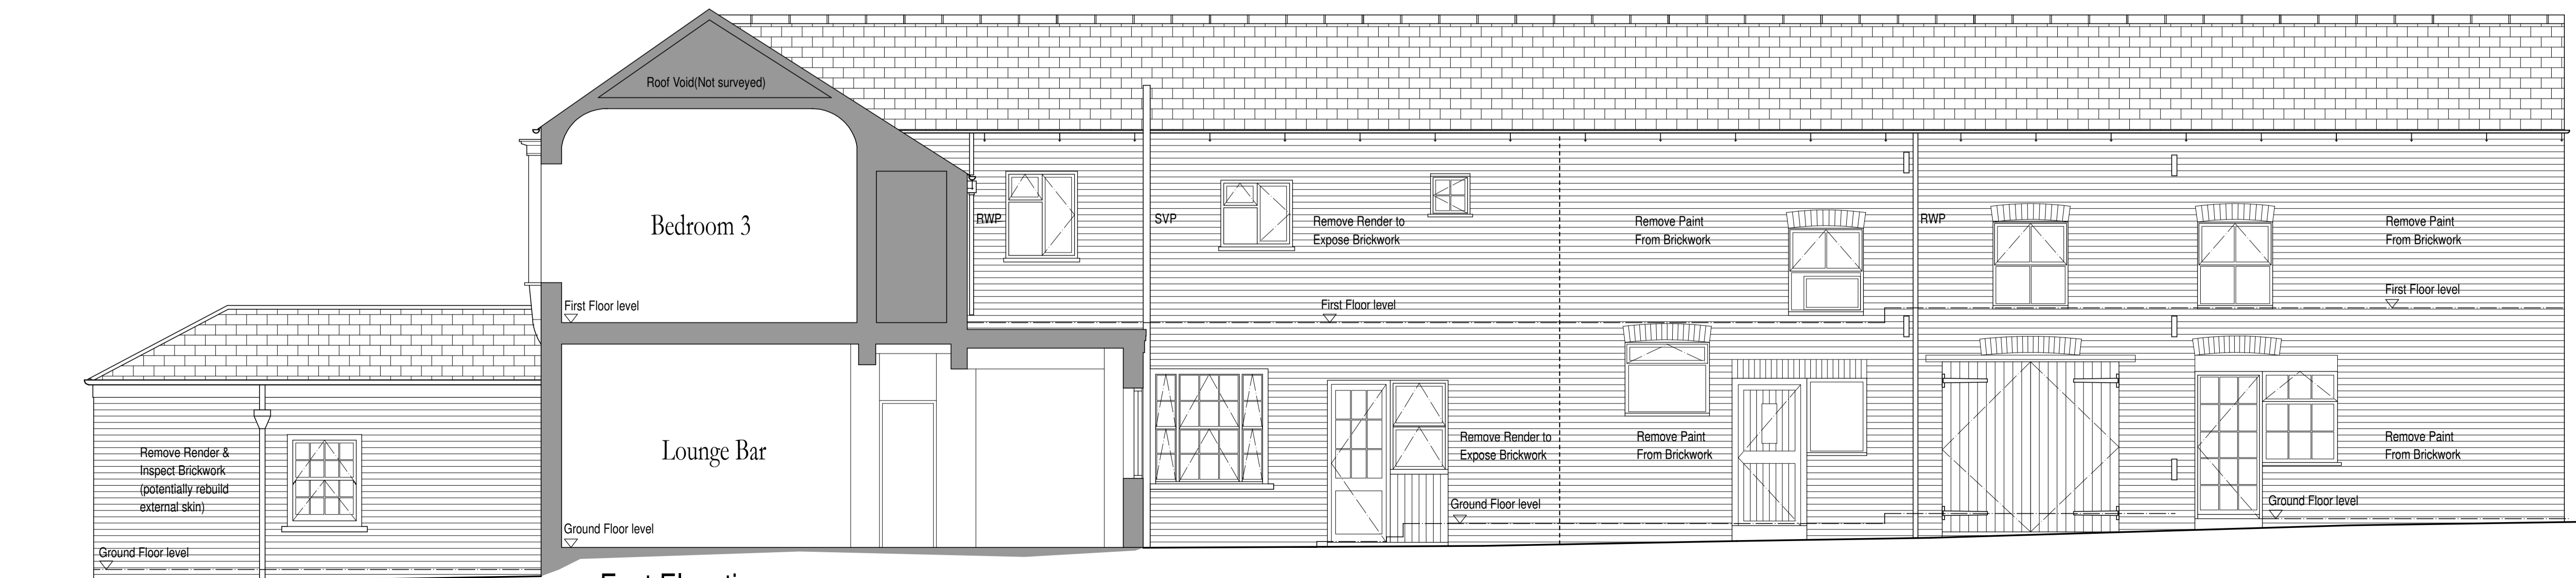 Roof Void(Not surveyed)
Bedroom 3
First Floor level
Lounge Bar
Ground Floor level
Remove Render &
Inspect Brickwork
(potentially rebuild
external skin)
Ground Floor level
RWP
SVP
Remove Render to
Expose Brickwork
First Floor level
Remove Render to
Expose Brickwork
Ground Floor level
Remove Paint
From Brickwork
Remove Paint
From Brickwork
RWP
Remove Paint
From Brickwork
First Floor level
Remove Paint
From Brickwork
Ground Floor level